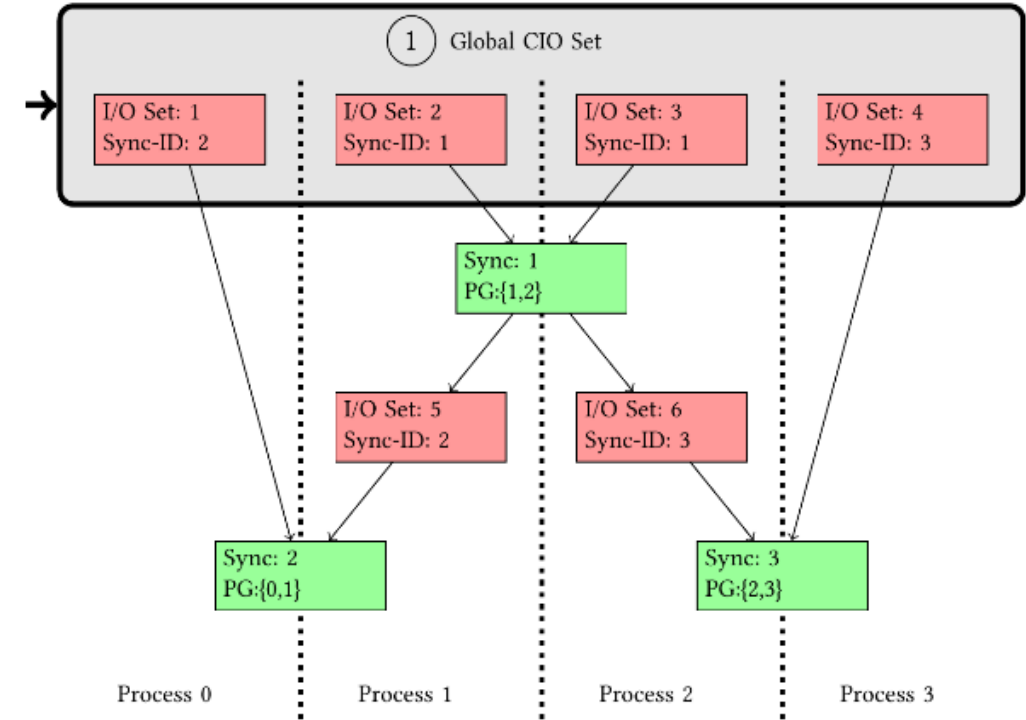 1 Global CIO Set
I/O Set: 1
Sync-ID: 2
I/O Set: 2
Sync-ID: 1
I/O Set: 3
Sync-ID: 1
I/O Set: 4
Sync-ID: 3
Sync: 1
PG:{1,2}
I/O Set: 5
Sync-ID: 2
I/O Set: 6
Sync-ID: 3
Sync: 2
PG:{0,1}
Sync: 3
PG:{2,3}
Process 0
Process 1
Process 2
Process 3